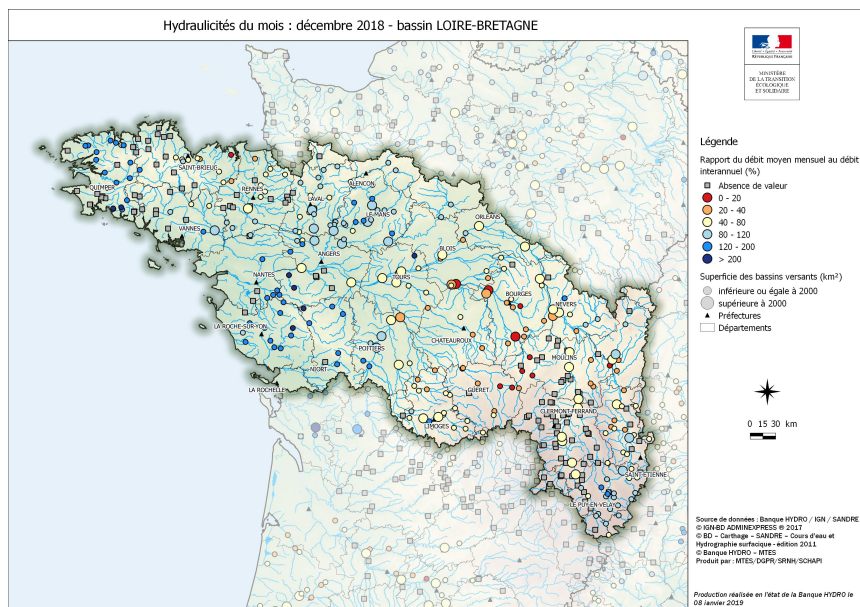 Hydraulicités du mois : décembre 2018 - bassin LOIRE-BRETAGNE
RÉPUBLIQUE FRANÇAISE
MINISTÈRE
DE LA TRANSITION
ÉCOLOGIQUE
ET SOLIDAIRE
Légende
Rapport du débit moyen mensuel au débit
interannuel (%)
Absence de valeur
0 - 20
20 - 40
40 - 80
80 - 120
120 - 200
> 200
Superficie des bassins versants (km²)
inférieure ou égale à 2000
supérieure à 2000
Préfectures
Départements
0 15 30 km
SAINT-BRIEUC
QUIMPER
RENNES
ALENCON
LAVAL
LE-MANS
VANNES
ORLEANS
ANGERS
BLOIS
NANTES
TOURS
BOURGES
NEVERS
LA ROCHE-SUR-YON
POITIERS
CHATEAUROUX
MOULINS
NIORT
LA ROCHELLE
GUERET
CLERMONT-FERRAND
LIMOGES
SAINT-ETIENNE
LE PUY-EN-VELAY
Source de données : Banque HYDRO / IGN / SANDRE
© IGN-BD ADMINEXPRESS ® 2017
© BD – Carthage – SANDRE – Cours d'eau et
Hydrographie surfacique - édition 2011
© Banque HYDRO – MTES
Produit par : MTES/DGPR/SRNH/SCHAPI
Production réalisée en l'état de la Banque HYDRO le
08 janvier 2019